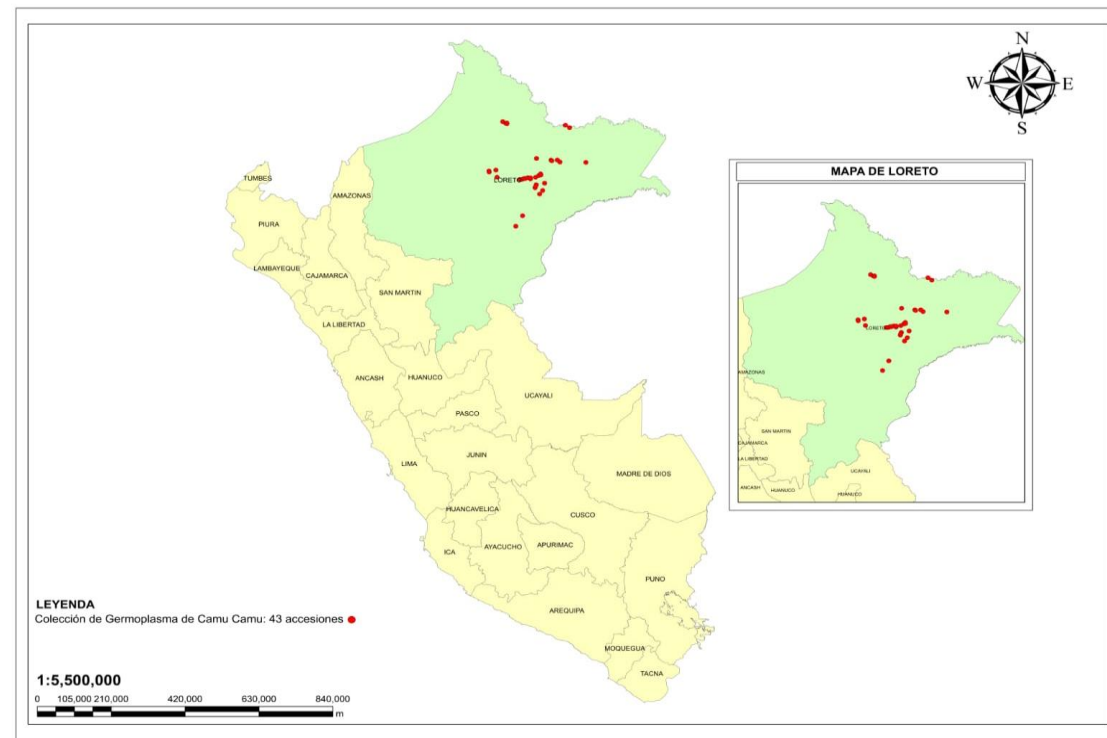 N
W E
S
MAPA DE LORETO
TUMBES
AMAZONAS
LORETO
PIURA
LAMBAYEQUE
CAJAMARCA
SAN MARTIN
LA LIBERTAD
ANCASH
HUANUCO
UCAYALI
PASCO
LIMA
JUNIN
MADRE DE DIOS
HUANCAVELICA
CUSCO
ICA
AYACUCHO
APURIMAC
PUNO
AREQUIPA
MOQUEGUA
TACNA
LORETO
AMAZONAS
SAN MARTIN
CAJAMARCA
LA LIBERTAD
UCAYALI
ANCASH
HUANUCO
HUANUCO
LEYENDA
Colección de Germoplasma de Camu Camu: 43 accesiones
1:5,500,000
0 105,000 210,000 420,000 630,000 840,000
m